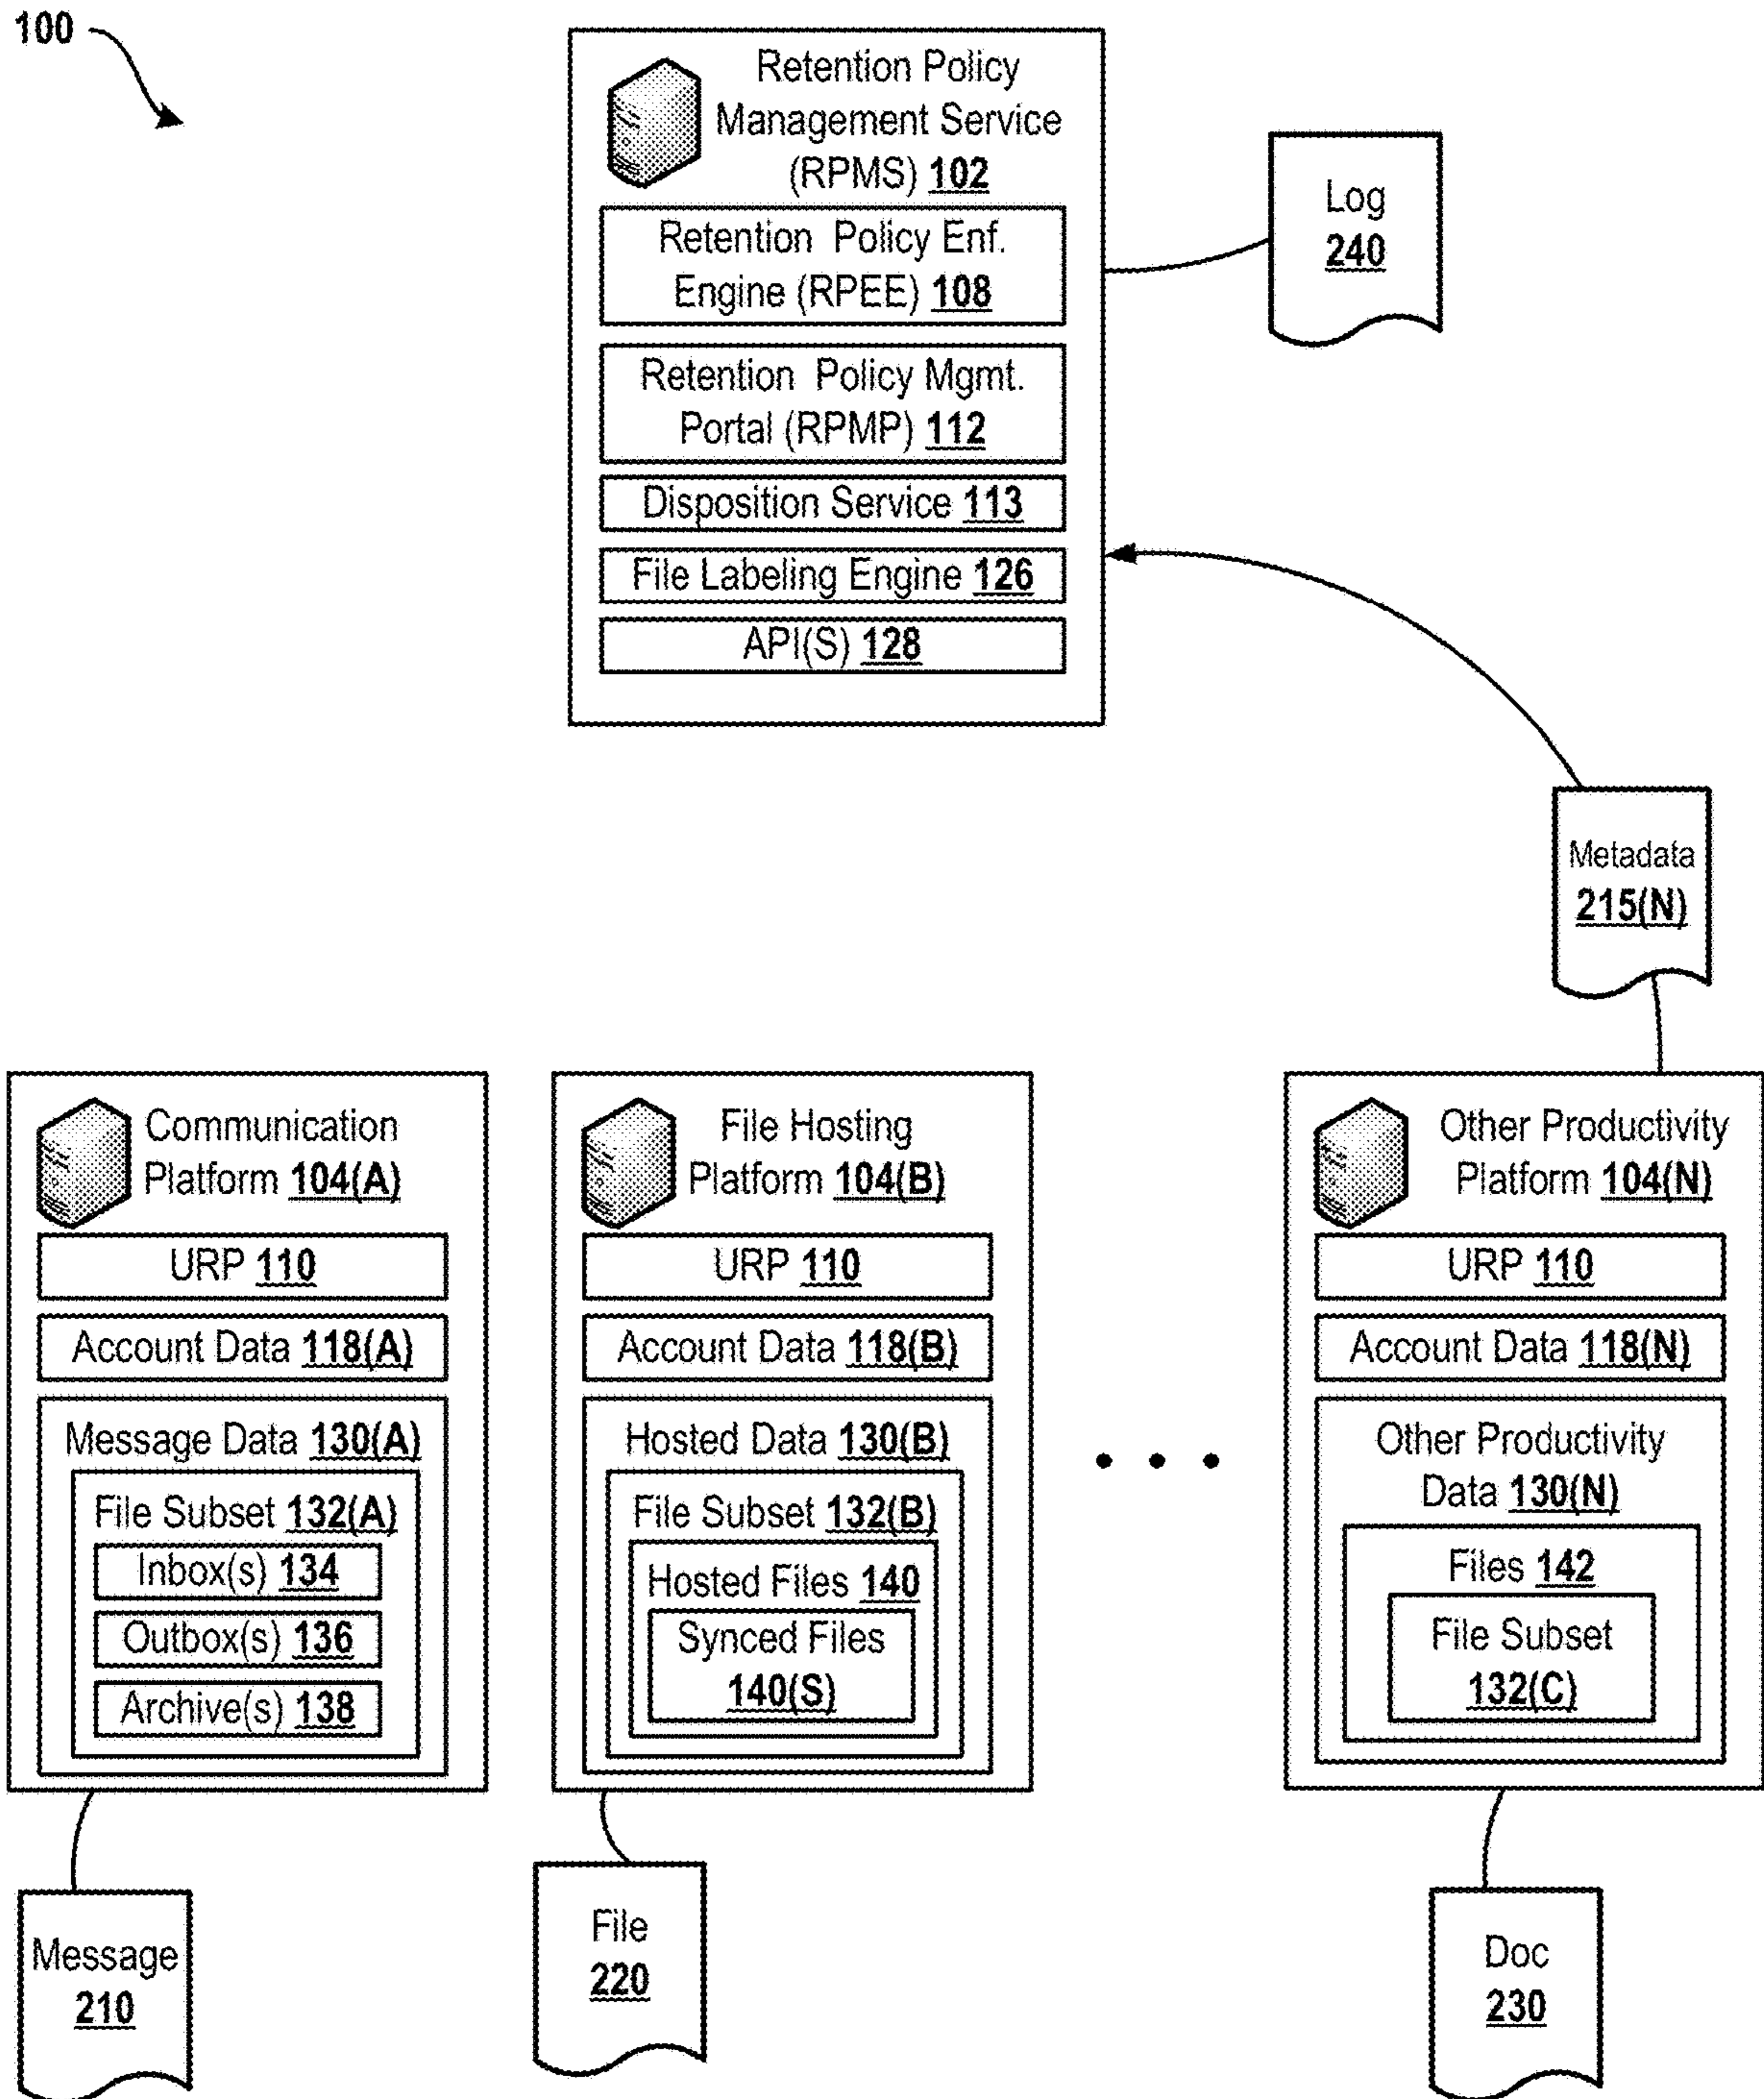 100
Retention Policy
Management Service
(RPMS) 102
Retention Policy Enf.
Engine (RPEE) 108
Retention Policy Mgmt.
Portal (RPMP) 112
Disposition Service 113
File Labeling Engine 126
API(S) 128
Log
240
Metadata
215(N)
Communication
Platform 104(A)
URP 110
Account Data 118(A)
Message Data 130(A)
File Subset 132(A)
Inbox(s) 134
Outbox(s) 136
Archive(s) 138
Message
210
File Hosting
Platform 104(B)
URP 110
Account Data 118(B)
Hosted Data 130(B)
File Subset 132(B)
Hosted Files 140
Synced Files
140(S)
File
220
Other Productivity
Platform 104(N)
URP 110
Account Data 118(N)
Other Productivity
Data 130(N)
Files 142
File Subset
132(C)
Doc
230